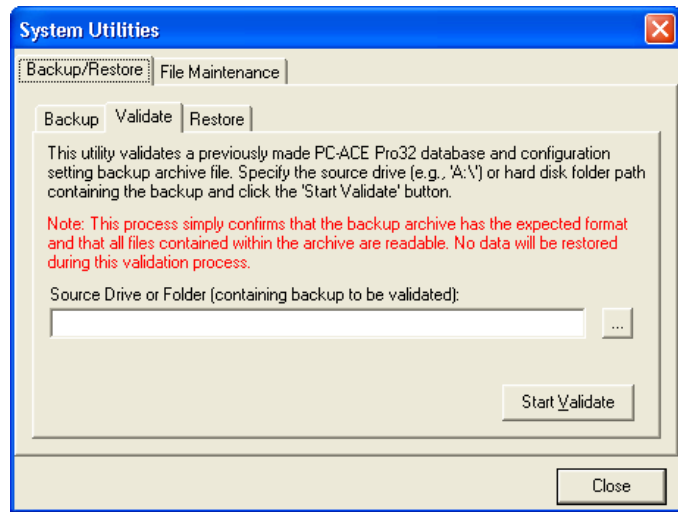 System Utilities
Backup/Restore File Maintenance
Backup Validate Restore
This utility validates a previously made PC-ACE Pro32 database and configuration
setting backup archive file. Specify the source drive (e.g., 'A:\') or hard disk folder path
containing the backup and click the 'Start Validate' button.
Note: This process simply confirms that the backup archive has the expected format
and that all files contained within the archive are readable. No data will be restored
during this validation process.
Source Drive or Folder (containing backup to be validated):
...
Start Validate
Close